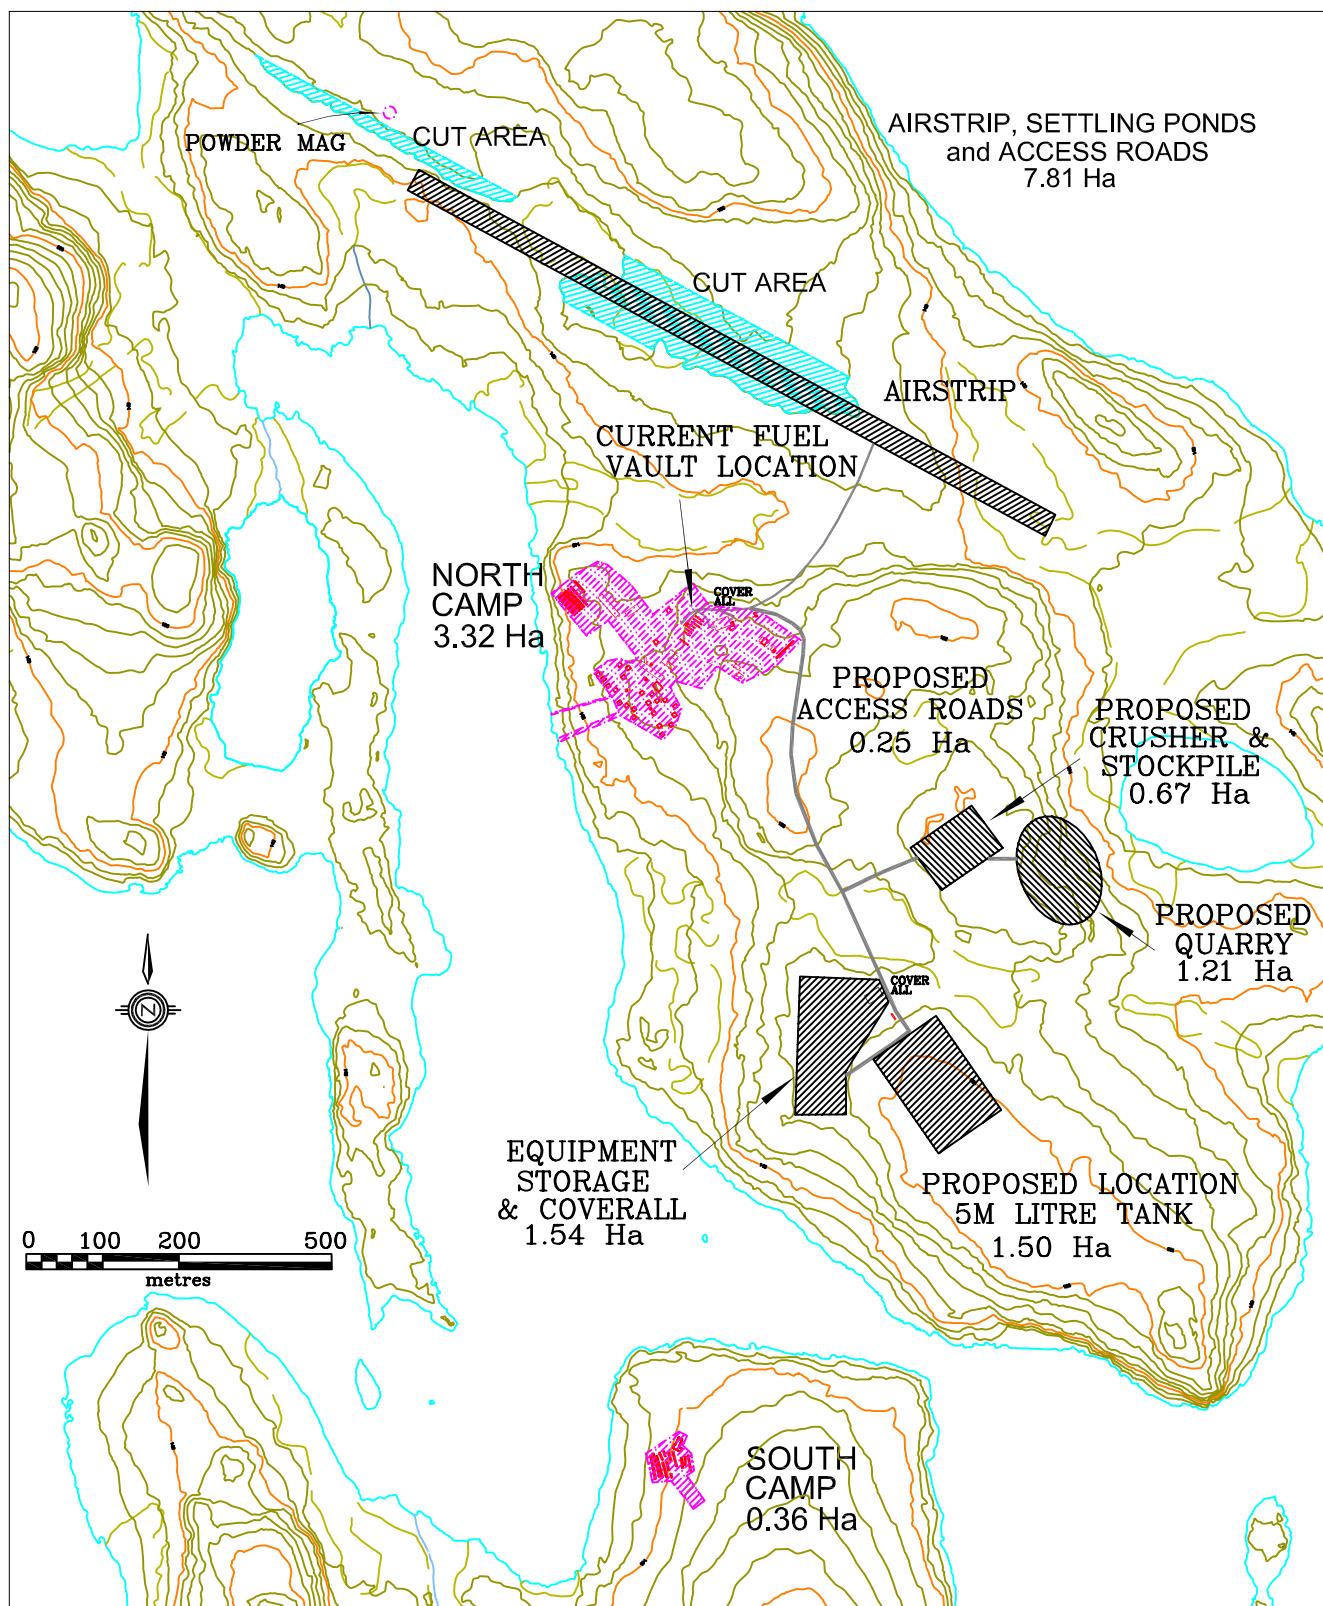 AIRSTRIP, SETTLING PONDS
and ACCESS ROADS
7.81 Ha
POWDER MAG
CUT AREA
CUT AREA
AIRSTRIP
CURRENT FUEL
VAULT LOCATION
NORTH
CAMP
3.32 Ha
COVER
ALL
PROPOSED
ACCESS ROADS
0.25 Ha
PROPOSED
CRUSHER &
STOCKPILE
0.67 Ha
PROPOSED
QUARRY
1.21 Ha
COVER
ALL
N
EQUIPMENT
STORAGE
& COVERALL
1.54 Ha
PROPOSED LOCATION
5M LITRE TANK
1.50 Ha
0 100 200 500
metres
SOUTH
CAMP
0.36 Ha